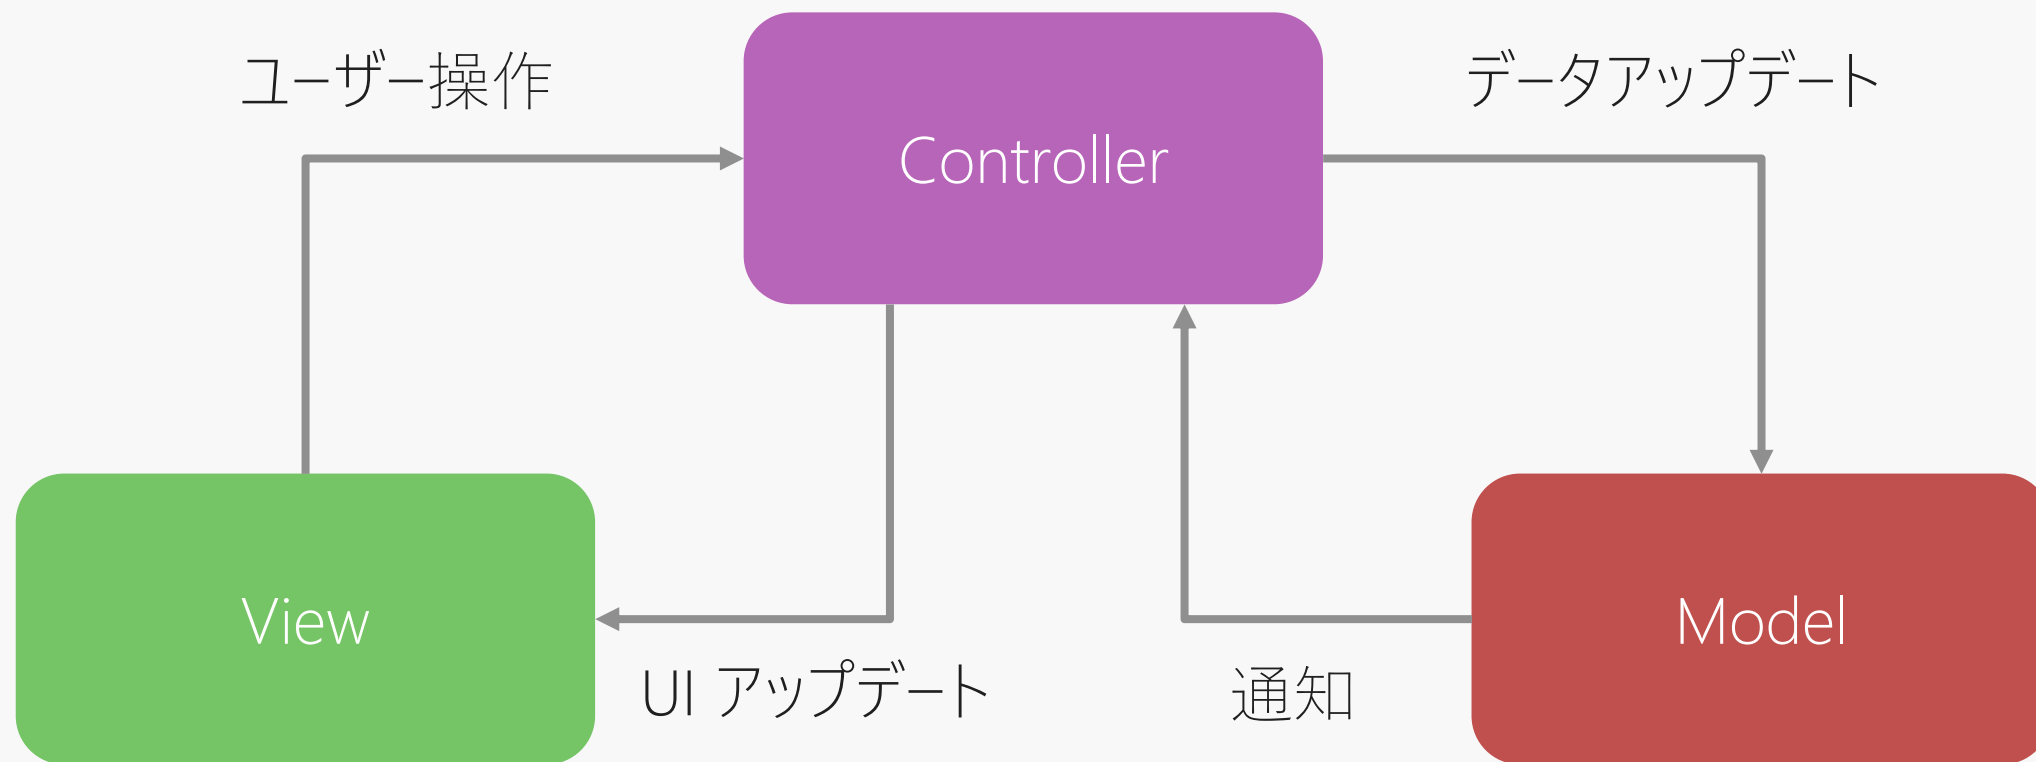 ユーザー操作
データアップデート
Controller
View
Model
UI アップデート
通知